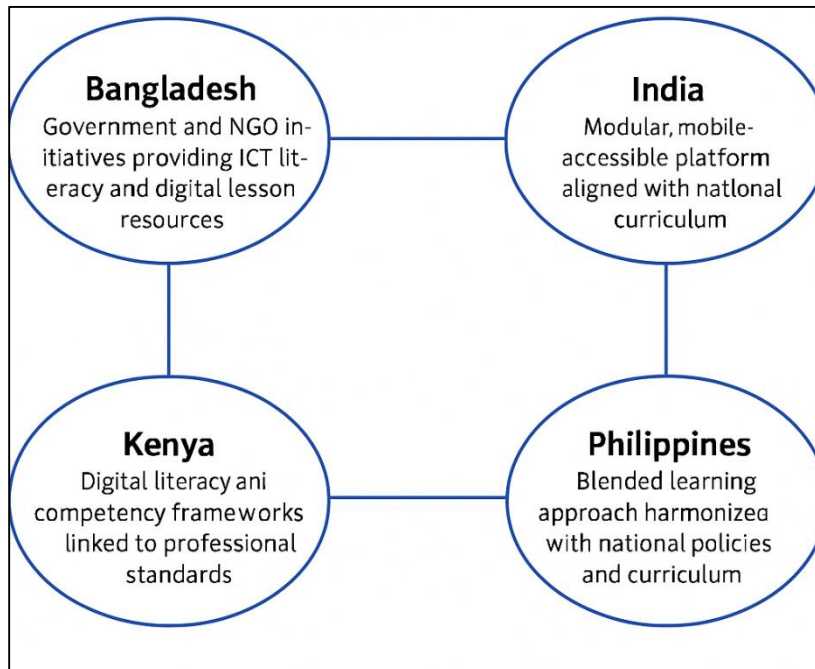 Bangladesh
Government and NGO in-
itiatives providing ICT lit-
eracy and digital lesson
resources
India
Modular, mobile-
accessible platform
aligned with national
curriculum
Kenya
Digital literacy ani
competency frameworks
linked to professional
standards
Philippines
Blended learning
approach harmonized
with national policies
and curriculum